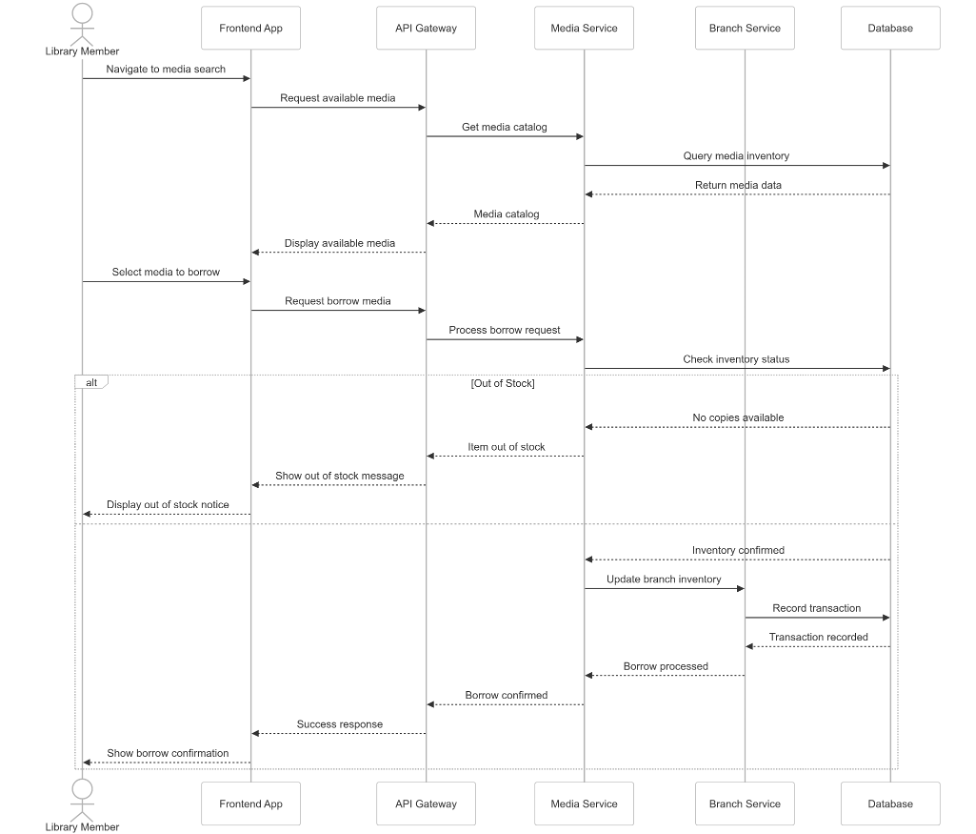 Library Member
Frontend App
API Gateway
Media Service
Branch Service
Database
Navigate to media search
Request available media
Get media catalog
Query media inventory
Return media data
Media catalog
Display available media
Select media to borrow
Request borrow media
Process borrow request
Check inventory status
alt
[Out of Stock]
No copies available
Item out of stock
Show out of stock message
Display out of stock notice
Inventory confirmed
Update branch inventory
Record transaction
Transaction recorded
Borrow processed
Borrow confirmed
Success response
Show borrow confirmation
Library Member
Frontend App
API Gateway
Media Service
Branch Service
Database